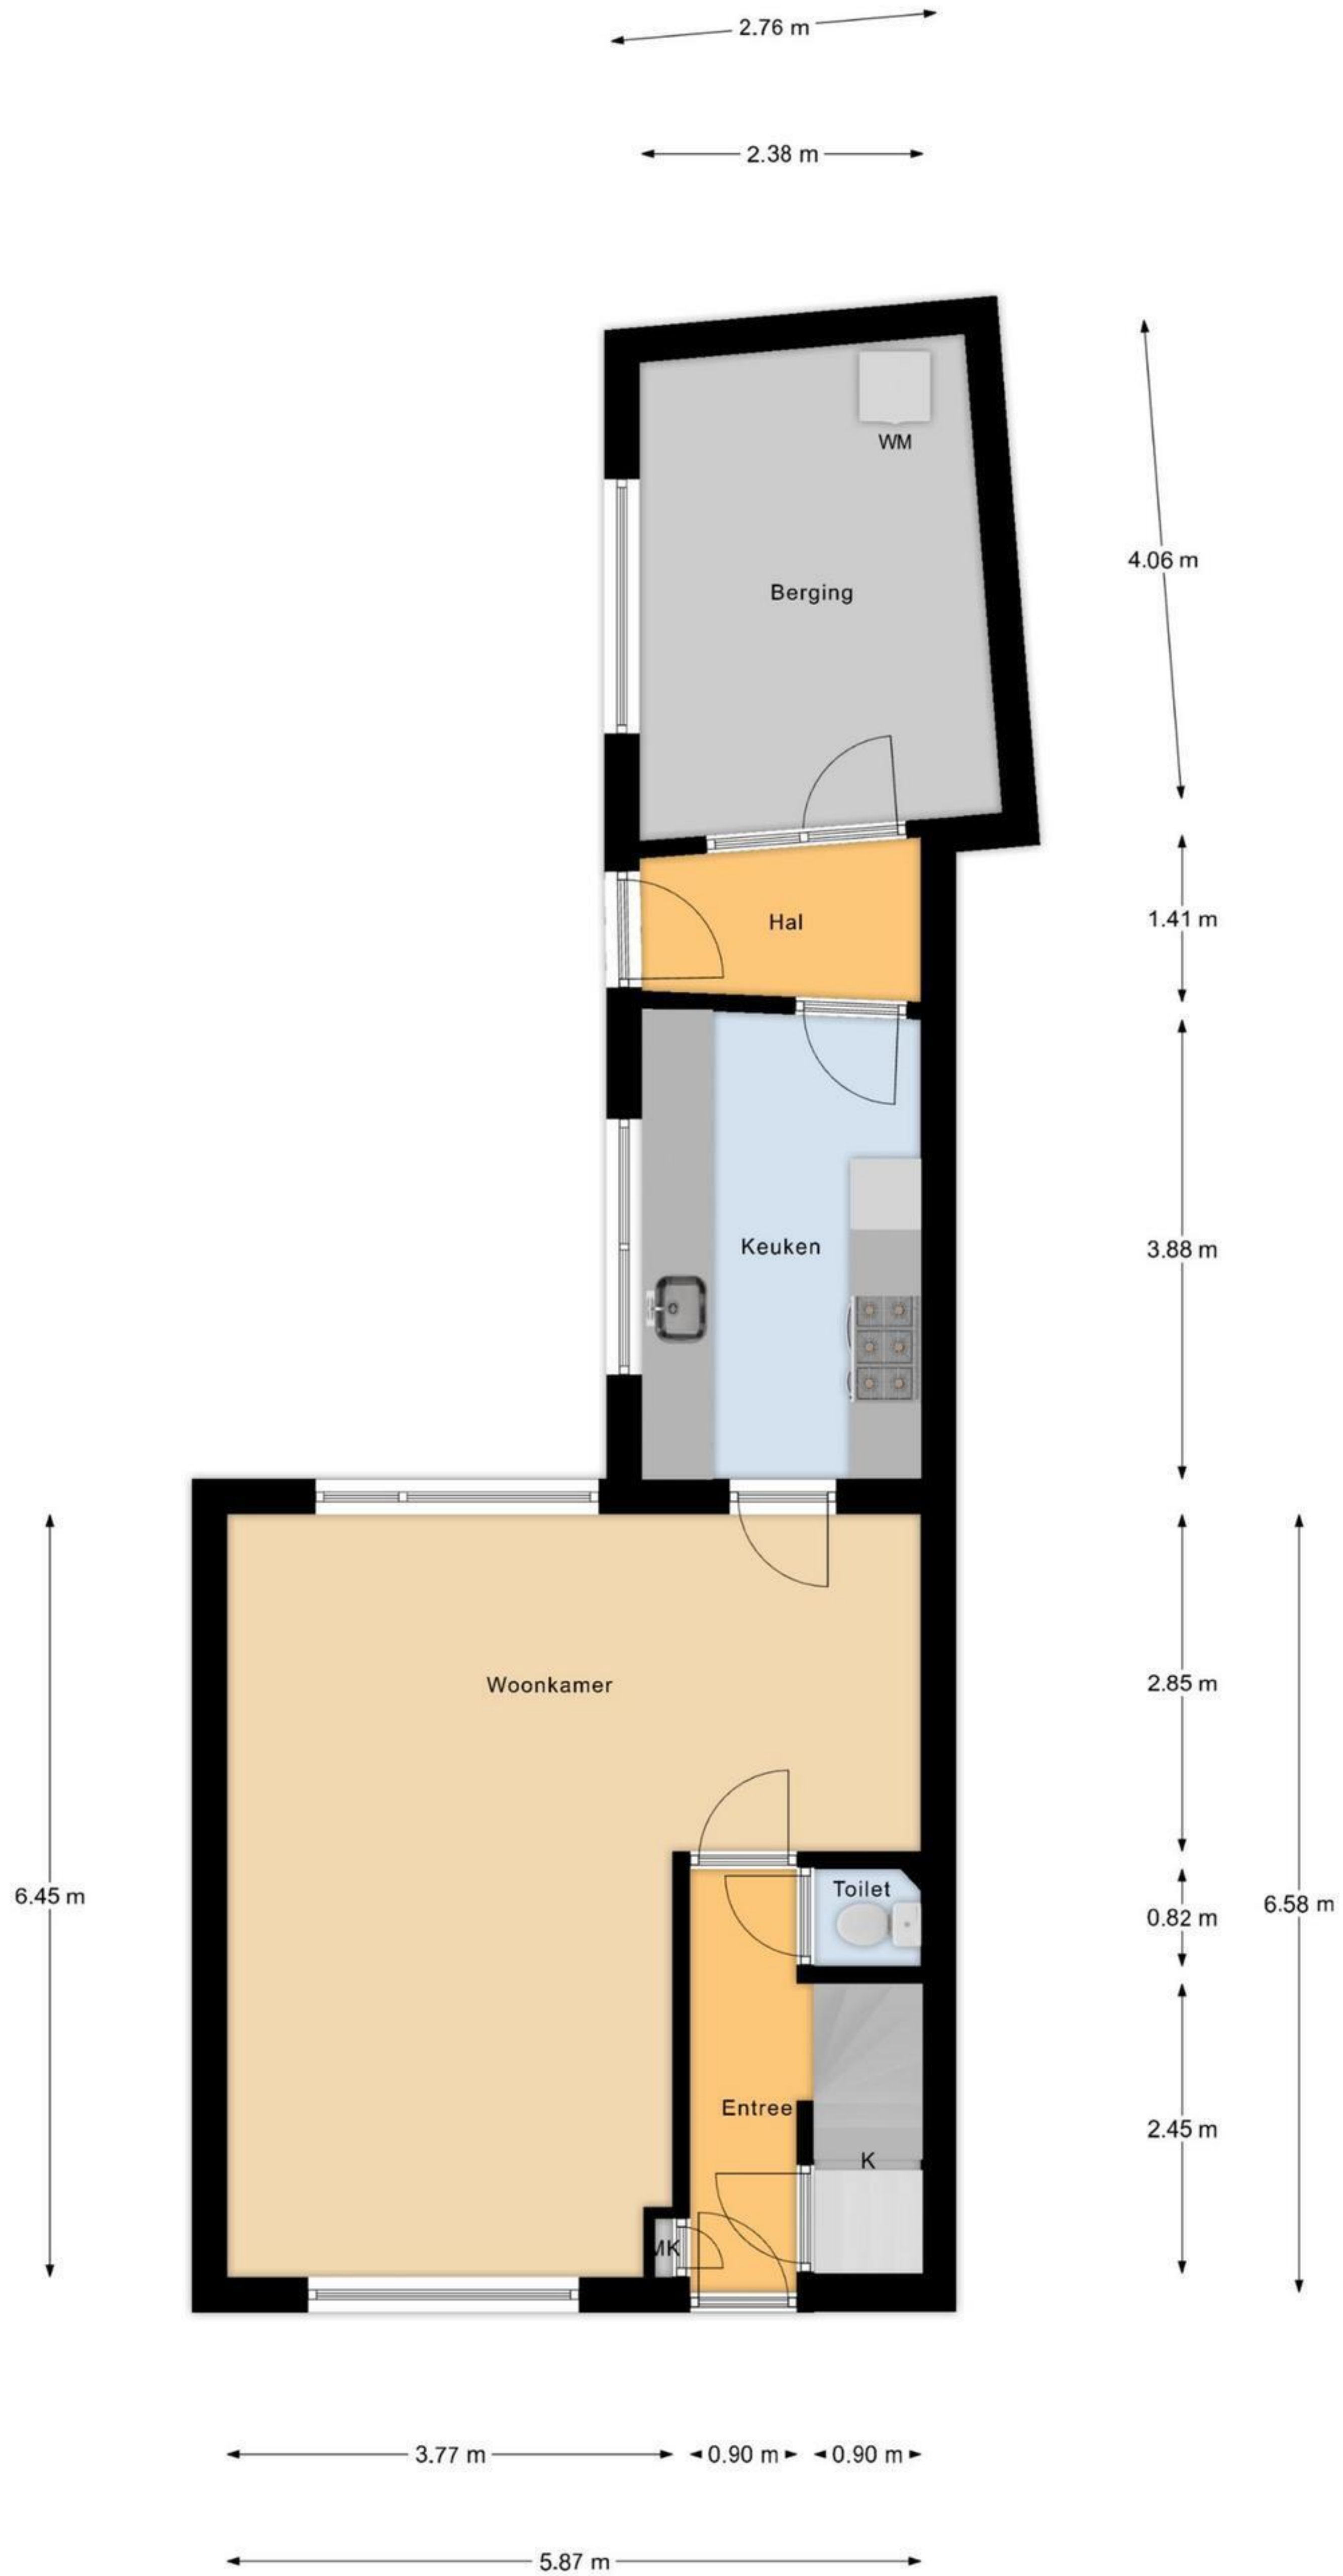 2.76 m
2.38 m
WM
4.06 m
Berging
1.41 m
Hal
3.88 m
Keuken
2.85 m
Woonkamer
6.45 m
Toilet
0.82 m
6.58 m
Entree
2.45 m
K
MK
3.77 m
0.90 m
0.90 m
5.87 m